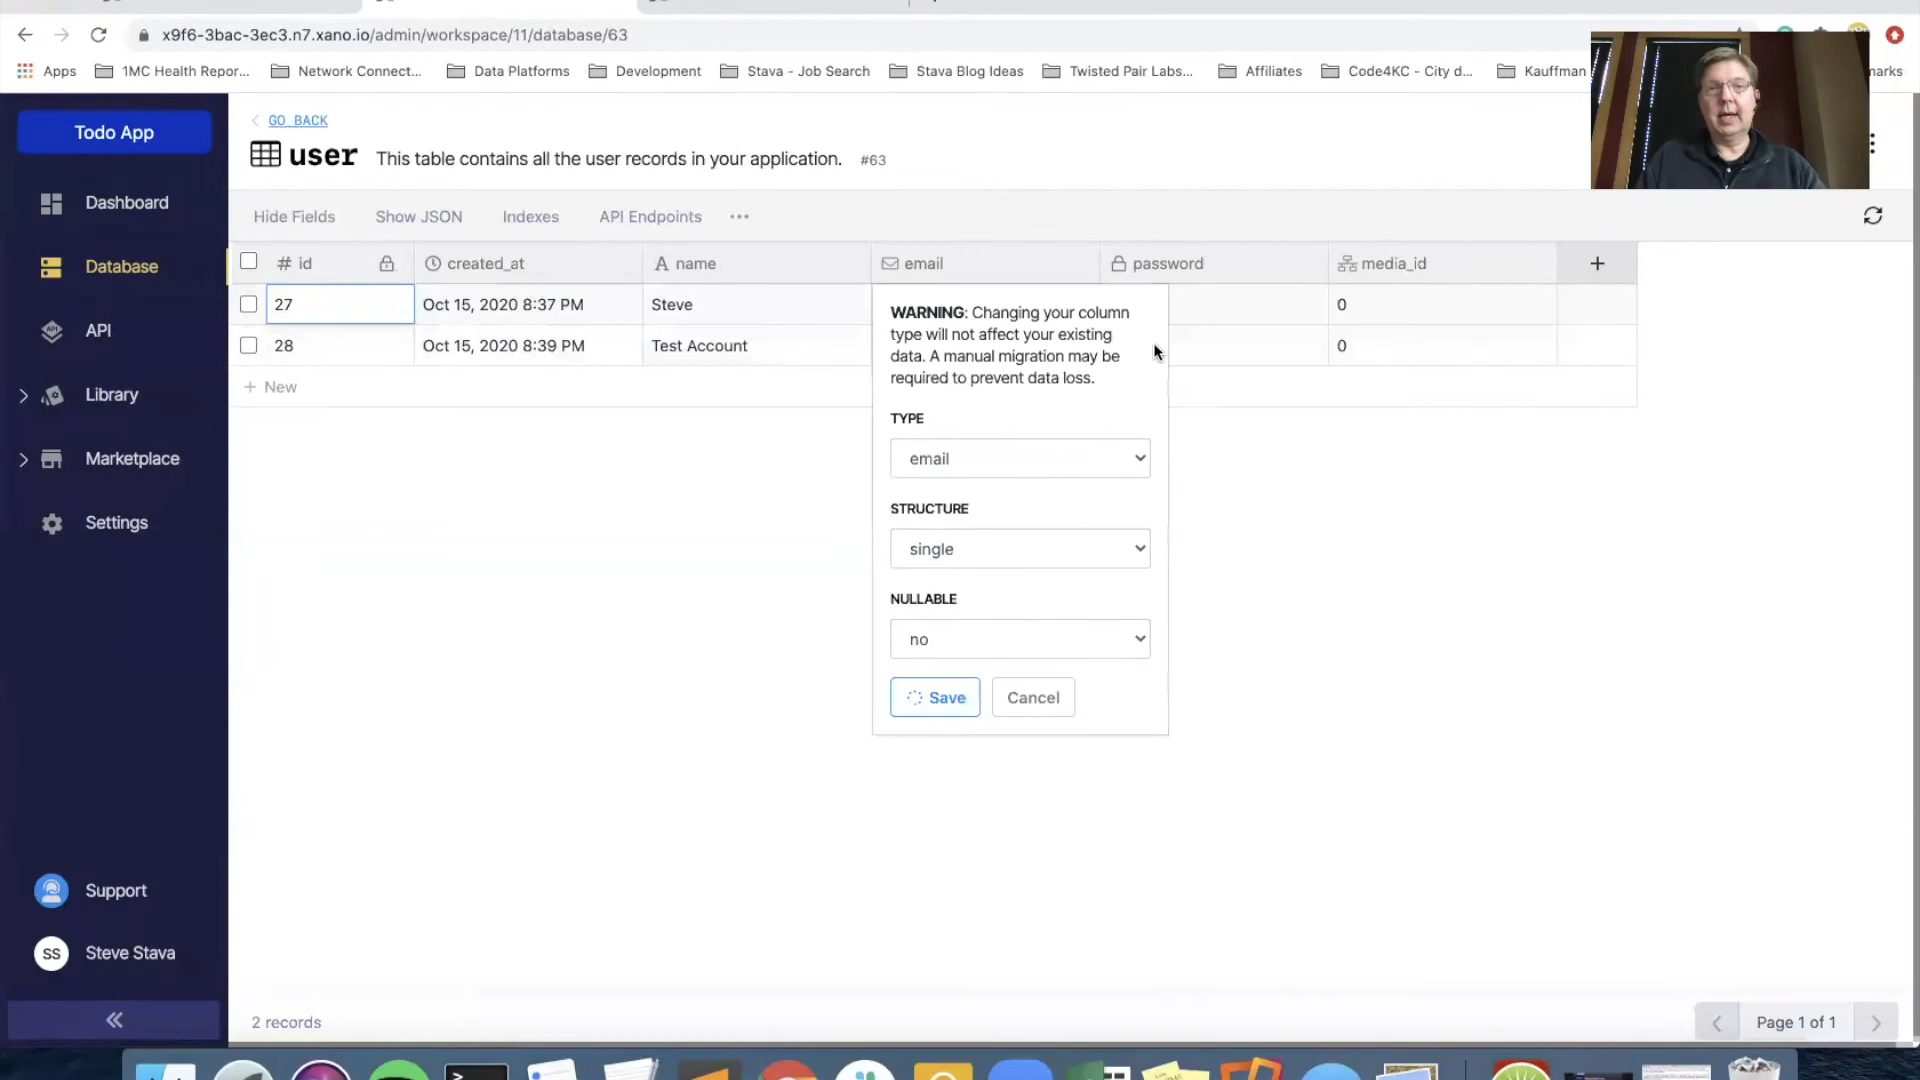 x9f6-3bac-3ec3.n7.xano.io/admin/workspace/11/database/63
Apps
1MC Health Repor...
Network Connect...
Data Platforms
Development
Stava - Job Search
Stava Blog Ideas
Twisted Pair Labs...
Affiliates
Code4KC - City d...
Kauffman
marks
Todo App
Dashboard
Database
API
Library
Marketplace
Settings
Support
SS Steve Stava
GO BACK
user This table contains all the user records in your application. #63
Hide Fields Show JSON Indexes API Endpoints
# id created_at A name email password media_id +
27 Oct 15, 2020 8:37 PM Steve 0
28 Oct 15, 2020 8:39 PM Test Account 0
+ New
WARNING: Changing your column
type will not affect your existing
data. A manual migration may be
required to prevent data loss.
TYPE
email
STRUCTURE
single
NULLABLE
no
Save Cancel
2 records
Page 1 of 1